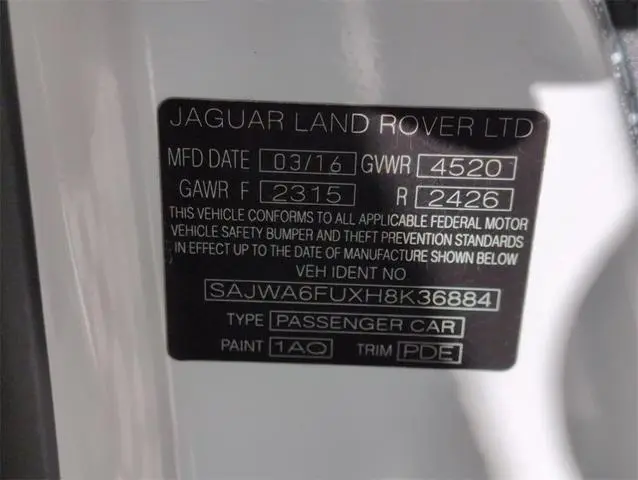 JAGUAR LAND ROVER LTD
MFD DATE 03/16 GVWR 4520
GAWR F 2315 R 2426
THIS VEHICLE CONFORMS TO ALL APPLICABLE FEDERAL MOTOR
VEHICLE SAFETY BUMPER AND THEFT PREVENTION STANDARDS
IN EFFECT UP TO THE DATE OF MANUFACTURE SHOWN BELOW
VEH IDENT NO
SAJWA6FUXH8K36884
TYPE PASSENGER CAR
PAINT 1AQ TRIM PDE